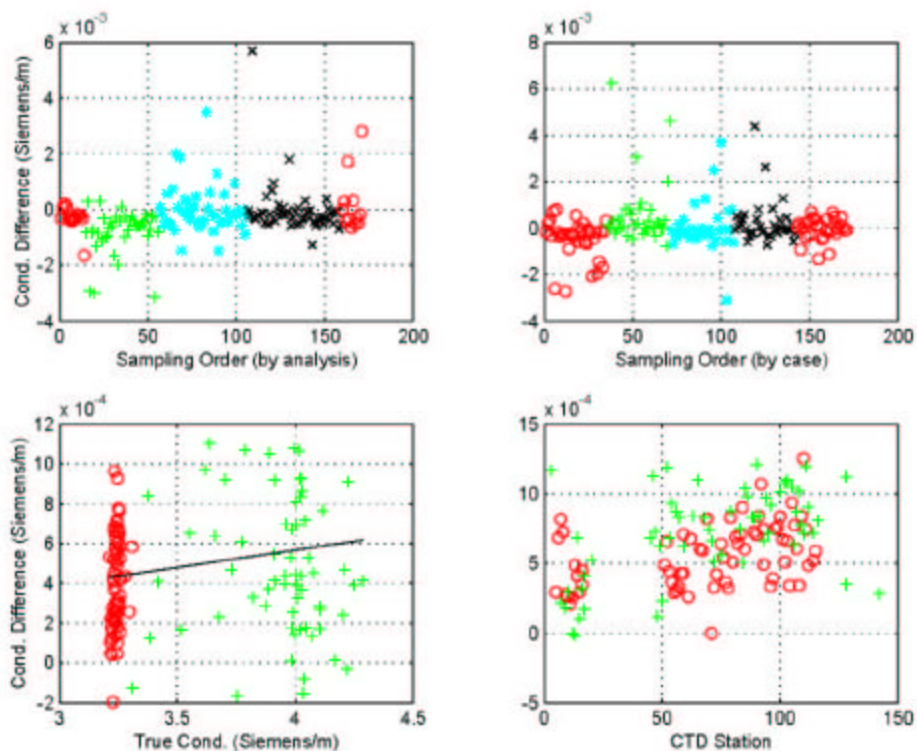 x 10⁻³
6
4
2
0
-2
-4
0 50 100 150 200
Cond. Difference (Siemens/m)
Sampling Order (by analysis)
x 10⁻³
8
6
4
2
0
-2
-4
0 50 100 150 200
Sampling Order (by case)
x 10⁻⁴
12
10
8
6
4
2
0
-2
3 3.5 4 4.5
Cond. Difference (Siemens/m)
True Cond. (Siemens/m)
x 10⁻⁴
15
10
5
0
-5
0 50 100 150
CTD Station